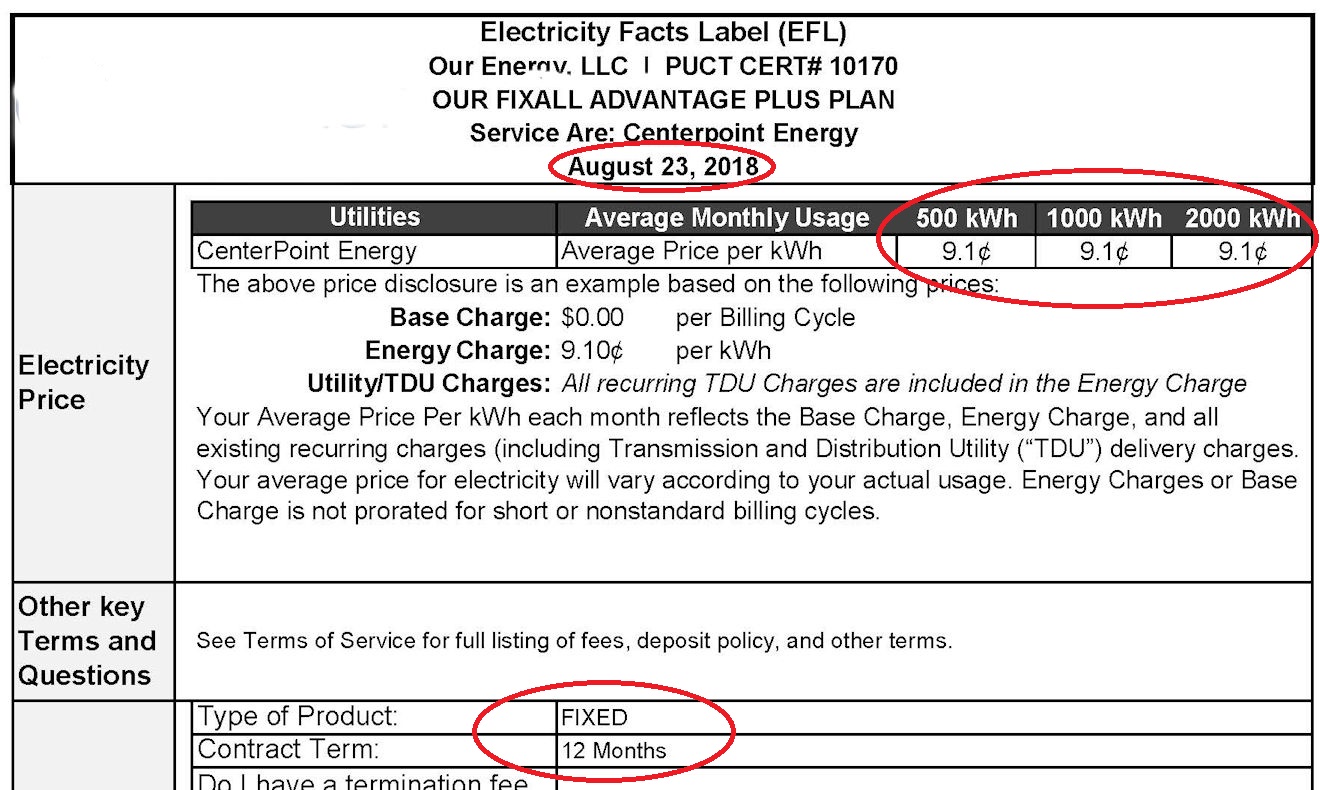 Electricity Facts Label (EFL)
Our Energy, LLC | PUCT CERT# 10170
OUR FIXALL ADVANTAGE PLUS PLAN
Service Are: Centerpoint Energy
August 23, 2018
Electricity Price
Utilities Average Monthly Usage 500 kWh 1000 kWh 2000 kWh
CenterPoint Energy Average Price per kWh 9.1¢ 9.1¢ 9.1¢
The above price disclosure is an example based on the following prices:
Base Charge: $0.00 per Billing Cycle
Energy Charge: 9.10¢ per kWh
Utility/TDU Charges: All recurring TDU Charges are included in the Energy Charge
Your Average Price Per kWh each month reflects the Base Charge, Energy Charge, and all
existing recurring charges (including Transmission and Distribution Utility (“TDU”) delivery charges.
Your average price for electricity will vary according to your actual usage. Energy Charges or Base
Charge is not prorated for short or nonstandard billing cycles.
Other key
Terms and
Questions
See Terms of Service for full listing of fees, deposit policy, and other terms.
Type of Product: FIXED
Contract Term: 12 Months
Do I have a termination fee